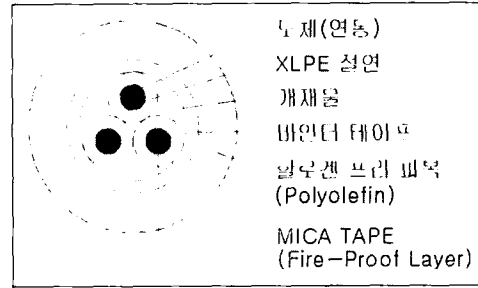 도체(연동)
XLPE 절연
개재물
바인더 테이프
할로겐 프리 피복
(Polyolefin)
MICA TAPE
(Fire-Proof Layer)